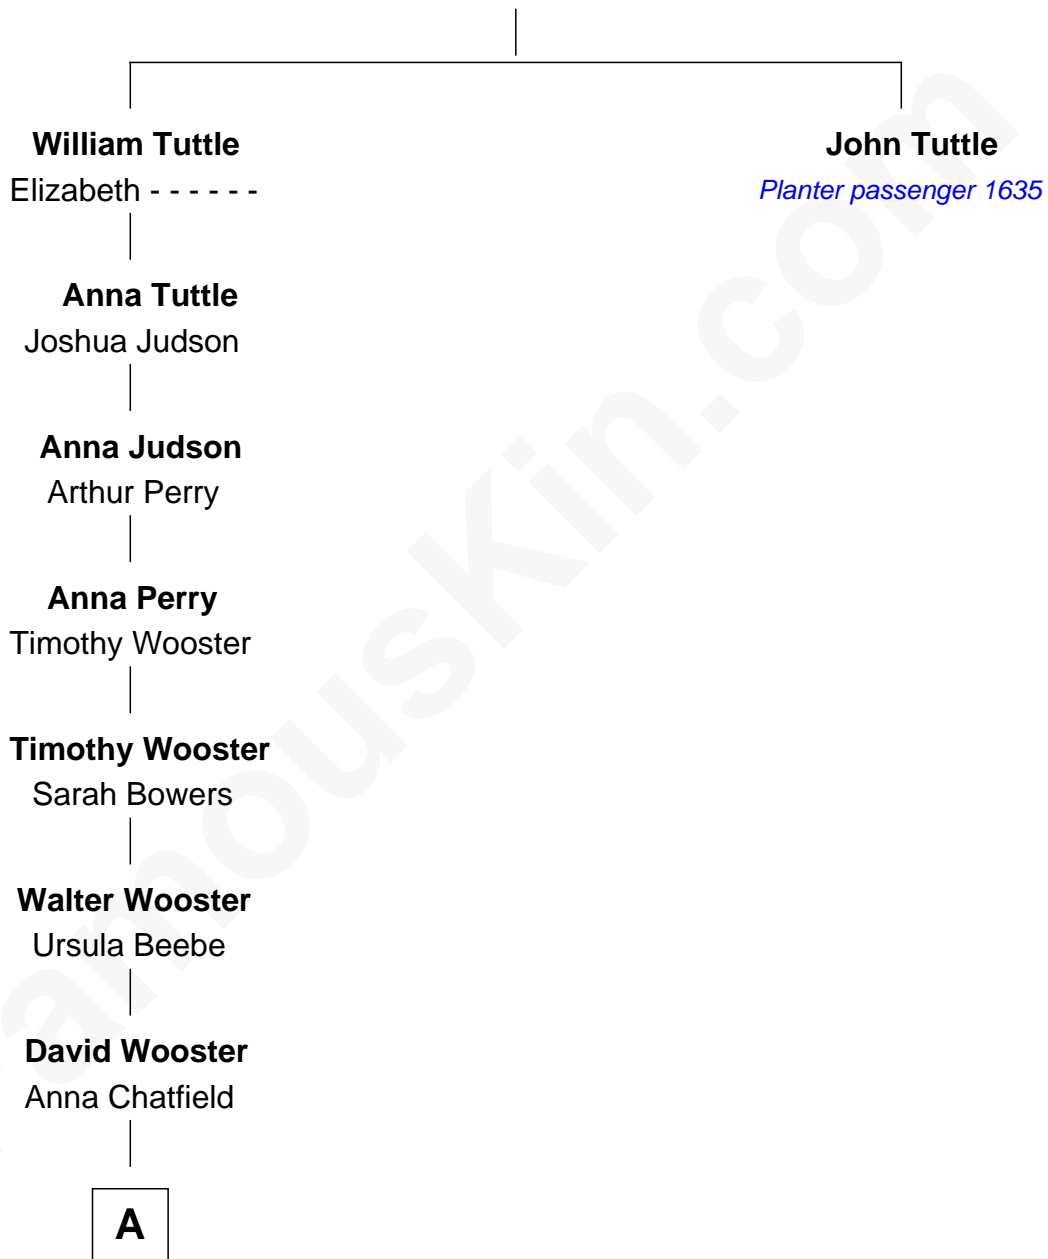 William Tuttle
John Tuttle
Elizabeth - - - - - -
Planter passenger 1635
Anna Tuttle
Joshua Judson
Anna Judson
Arthur Perry
Anna Perry
Timothy Wooster
Timothy Wooster
Sarah Bowers
Walter Wooster
Ursula Beebe
David Wooster
Anna Chatfield
A
amouskin.com